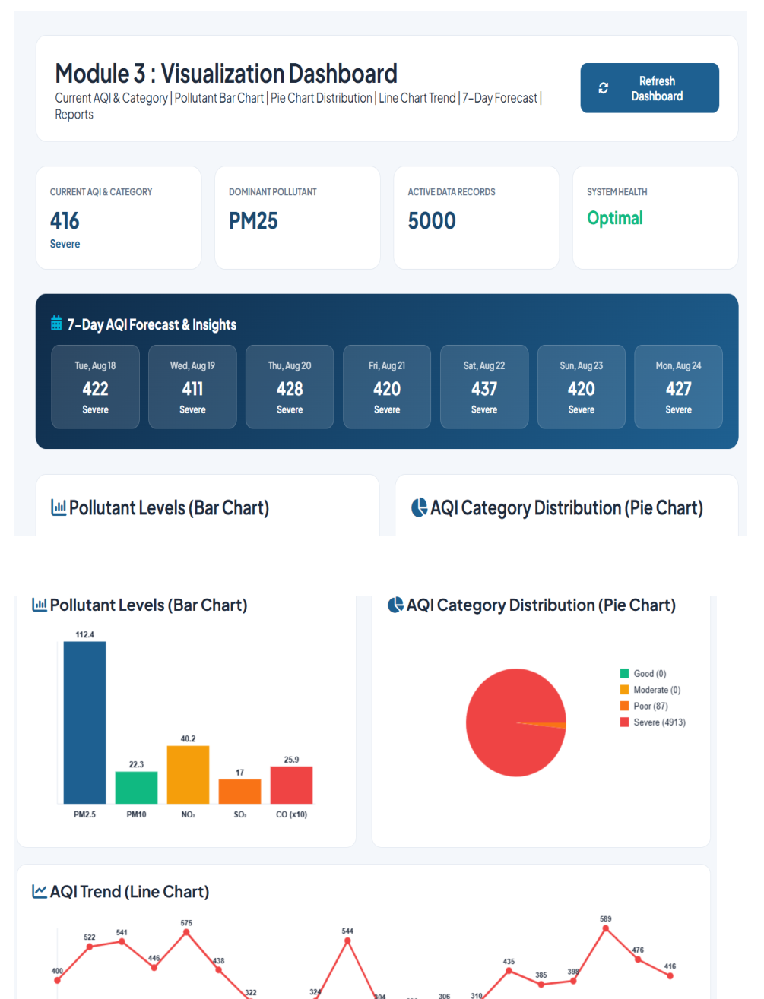 Module 3 : Visualization Dashboard
Current AQI & Category | Pollutant Bar Chart | Pie Chart Distribution | Line Chart Trend | 7-Day Forecast |
Reports
Refresh
Dashboard
CURRENT AQI & CATEGORY
416
Severe
DOMINANT POLLUTANT
PM25
ACTIVE DATA RECORDS
5000
SYSTEM HEALTH
Optimal
7-Day AQI Forecast & Insights
Tue, Aug 18
422
Severe
Wed, Aug 19
411
Severe
Thu, Aug 20
428
Severe
Fri, Aug 21
420
Severe
Sat, Aug 22
437
Severe
Sun, Aug 23
420
Severe
Mon, Aug 24
427
Severe
Pollutant Levels (Bar Chart)
AQI Category Distribution (Pie Chart)
Pollutant Levels (Bar Chart)
112.4
22.3
40.2
17
25.9
PM2.5
PM10
NO₂
SO₂
CO (x10)
AQI Category Distribution (Pie Chart)
Good (0)
Moderate (0)
Poor (87)
Severe (4913)
AQI Trend (Line Chart)
400
522
541
446
575
438
322
324
544
304
306
310
435
385
398
589
476
416